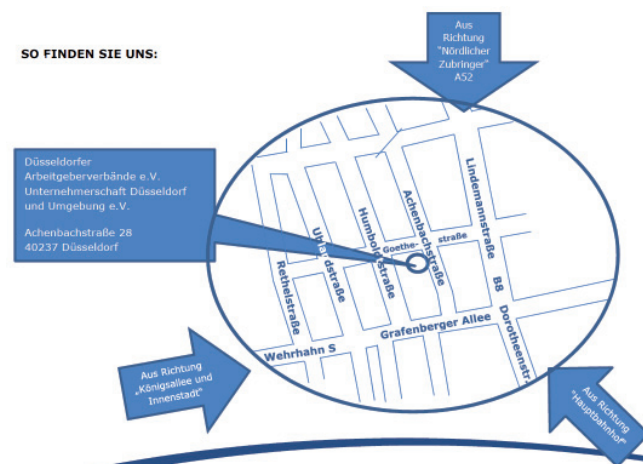 SO FINDEN SIE UNS:
Aus
Richtung
"Nördlicher
Zubringer"
A52
Düsseldorfer
Arbeitgeberverbände e.V.
Unternehmerschaft Düsseldorf
und Umgebung e.V.
Achenbachstraße 28
40237 Düsseldorf
Rethelstraße
Uhlandstraße
Humboldtstraße
Goethe-
straße
Achenbachstraße
Lindemannstraße
B8
Dorotheenstr.
Grafenberger Allee
Wehrhahn S
Aus Richtung
„Königsallee und
Innenstadt"
Aus Richtung
"Hauptbahnhof"